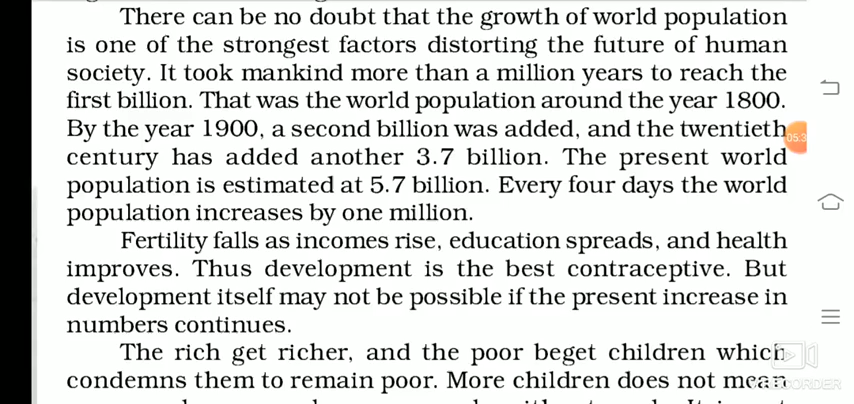 There can be no doubt that the growth of world population
is one of the strongest factors distorting the future of human
society. It took mankind more than a million years to reach the
first billion. That was the world population around the year 1800.
By the year 1900, a second billion was added, and the twentieth
century has added another 3.7 billion. The present world
population is estimated at 5.7 billion. Every four days the world
population increases by one million.
Fertility falls as incomes rise, education spreads, and health
improves. Thus development is the best contraceptive. But
development itself may not be possible if the present increase in
numbers continues.
The rich get richer, and the poor beget children which
condemns them to remain poor. More children does not mean
05:3
RECORDER